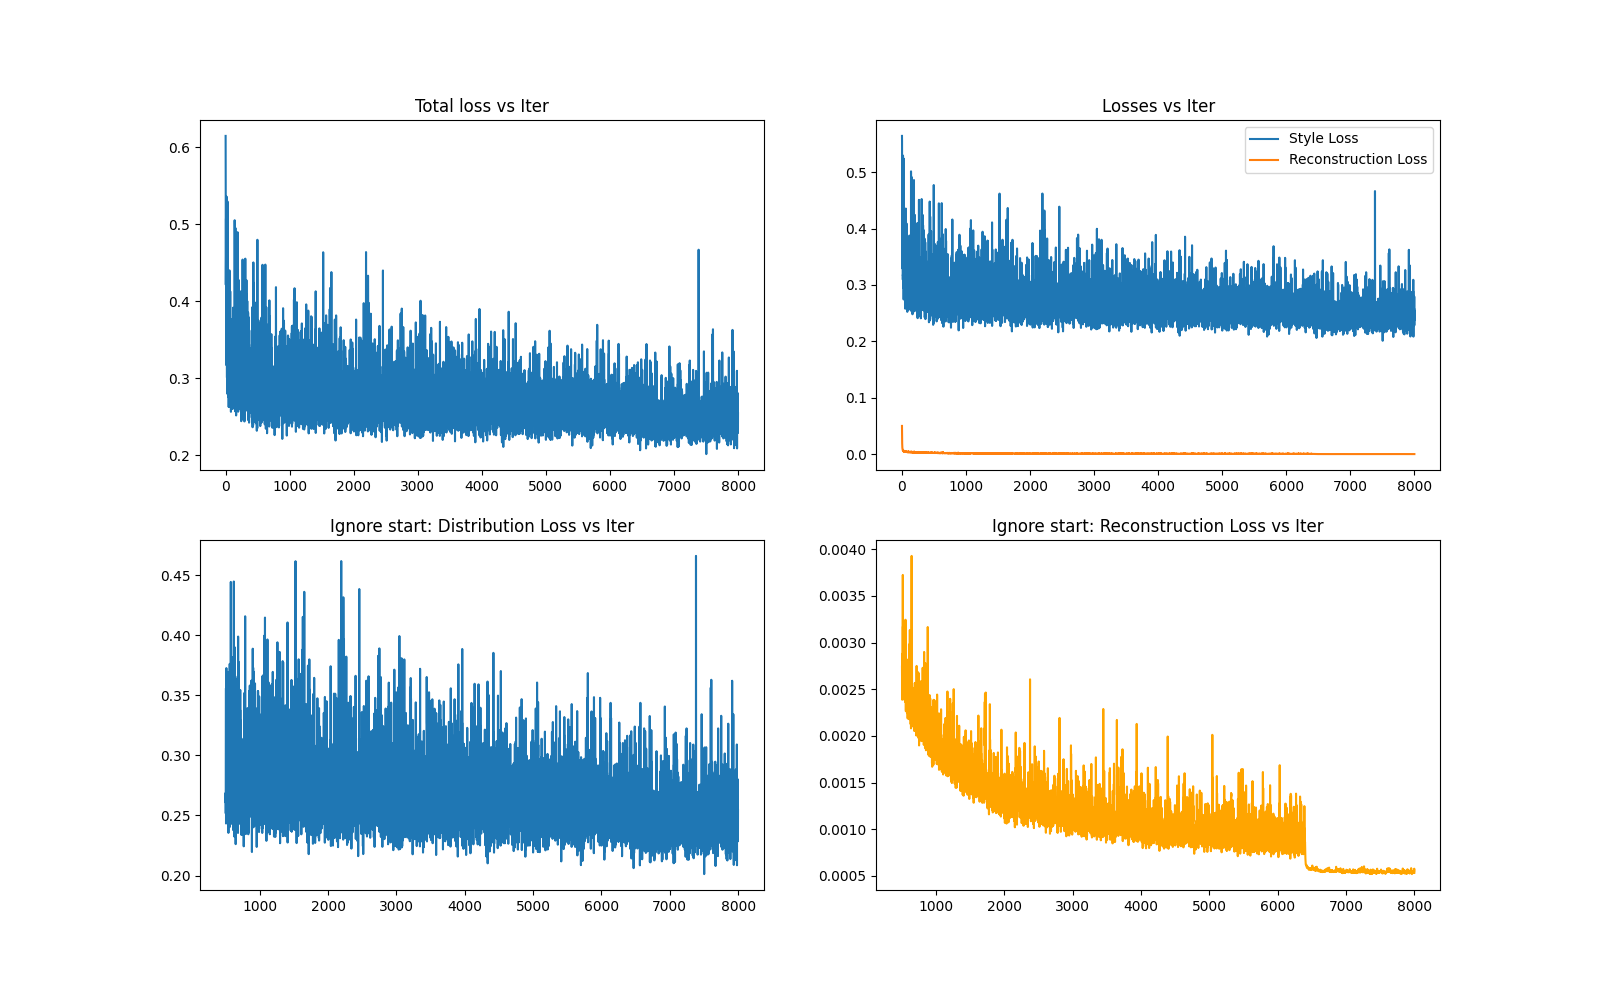 Total loss vs Iter
0.6
0.5
0.4
0.3
0.2
0 1000 2000 3000 4000 5000 6000 7000 8000
Losses vs Iter
Style Loss
Reconstruction Loss
0.5
0.4
0.3
0.2
0.1
0.0
0 1000 2000 3000 4000 5000 6000 7000 8000
Ignore start: Distribution Loss vs Iter
0.45
0.40
0.35
0.30
0.25
0.20
1000 2000 3000 4000 5000 6000 7000 8000
Ignore start: Reconstruction Loss vs Iter
0.0040
0.0035
0.0030
0.0025
0.0020
0.0015
0.0010
0.0005
1000 2000 3000 4000 5000 6000 7000 8000